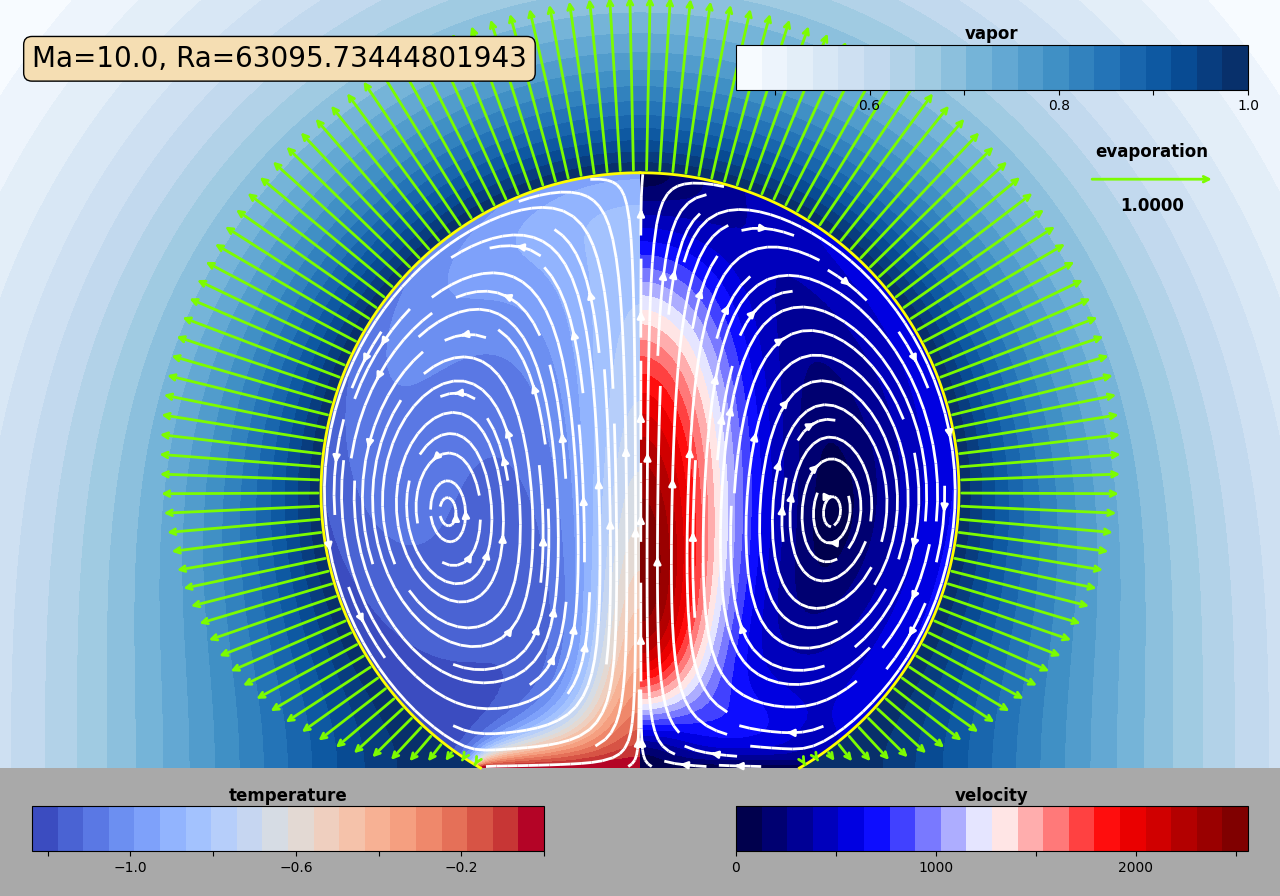 Ma=10.0, Ra=63095.73444801943
vapor
0.6 0.8 1.0
evaporation
1.0000
temperature
−1.0 −0.6 −0.2
velocity
0 1000 2000